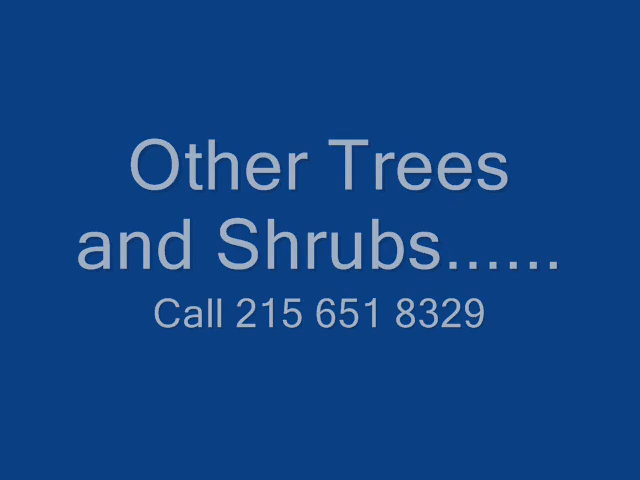 Other Trees
and Shrubs......
Call 215 651 8329